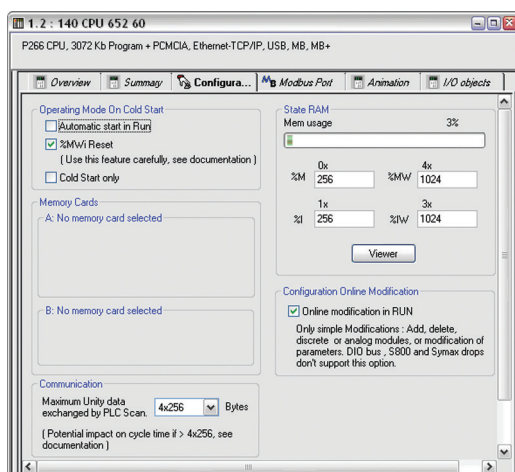 1.2 : 140 CPU 652 60
P266 CPU, 3072 Kb Program + PCMCIA, Ethernet-TCP/IP, USB, MB, MB+
Overview Summary Configura... MB Modbus Port Animation I/O objects
Operating Mode On Cold Start
Automatic start in Run
%MWi Reset
( Use this feature carefully, see documentation )
Cold Start only
Memory Cards
A: No memory card selected
B: No memory card selected
Communication
Maximum Unity data
exchanged by PLC Scan.
4x256 Bytes
( Potential impact on cycle time if > 4x256, see
documentation )
State RAM
Mem usage 3%
0x 4x
%M 256 %MW 1024
1x 3x
%I 256 %IW 1024
Viewer
Configuration Online Modification
Online modification in RUN
Only simple Modifications : Add, delete,
discrete or analog modules, or modification of
parameters. DIO bus , S800 and Symax drops
don't support this option.